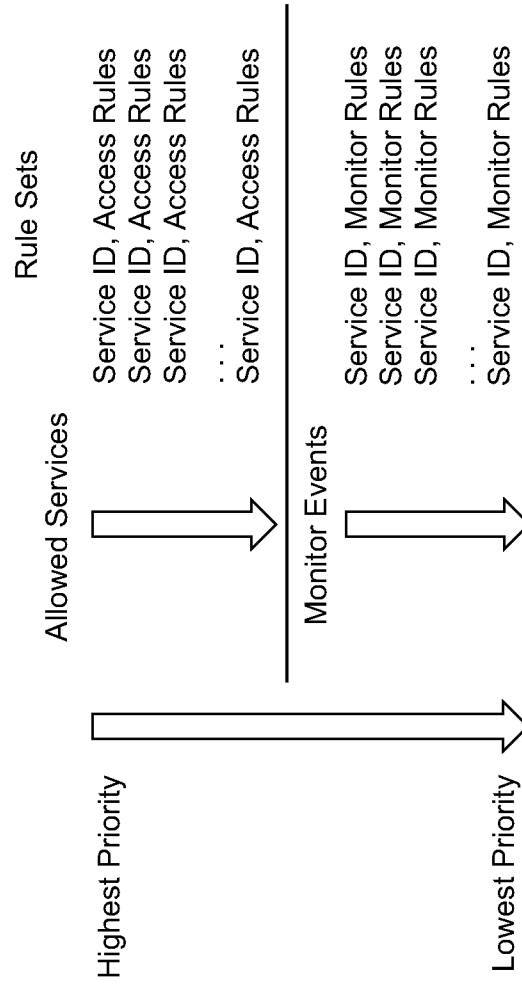 Rule Sets
Allowed Services
Highest Priority
Service ID, Access Rules
Service ID, Access Rules
Service ID, Access Rules
. . .
Service ID, Access Rules
Monitor Events
Service ID, Monitor Rules
Service ID, Monitor Rules
Service ID, Monitor Rules
. . .
Lowest Priority
Service ID, Monitor Rules